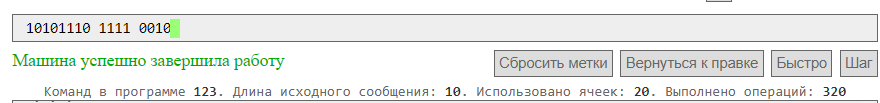 10101110 1111 0010
Машина успешно завершила работу
Сбросить метки Вернуться к правке Быстро Шаг
Команд в программе 123. Длина исходного сообщения: 10. Использовано ячеек: 20. Выполнено операций: 320